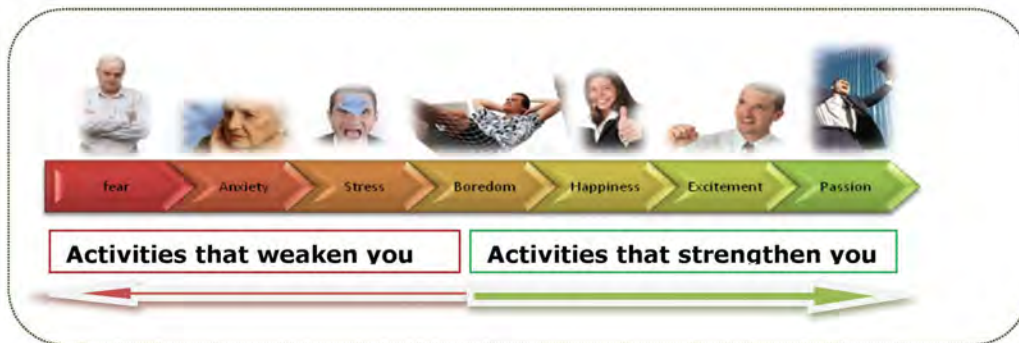 fear Anxiety Stress Boredom Happiness Excitement Passion
Activities that weaken you Activities that strengthen you